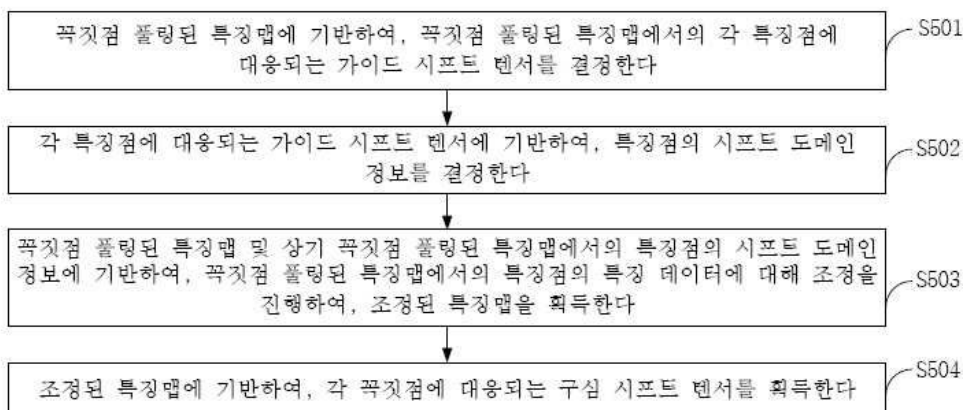 꼭짓점 풀링된 특징맵에 기반하여, 꼭짓점 풀링된 특징맵에서의 각 특징점에
대응되는 가이드 시프트 텐서를 결정한다
S501
각 특징점에 대응되는 가이드 시프트 텐서에 기반하여, 특징점의 시프트 도메인
정보를 결정한다
S502
꼭짓점 풀링된 특징맵 및 상기 꼭짓점 풀링된 특징맵에서의 특징점의 시프트 도메인
정보에 기반하여, 꼭짓점 풀링된 특징맵에서의 특징점의 특징 데이터에 대해 조정을
진행하여, 조정된 특징맵을 획득한다
S503
조정된 특징맵에 기반하여, 각 꼭짓점에 대응되는 구심 시프트 텐서를 획득한다
S504